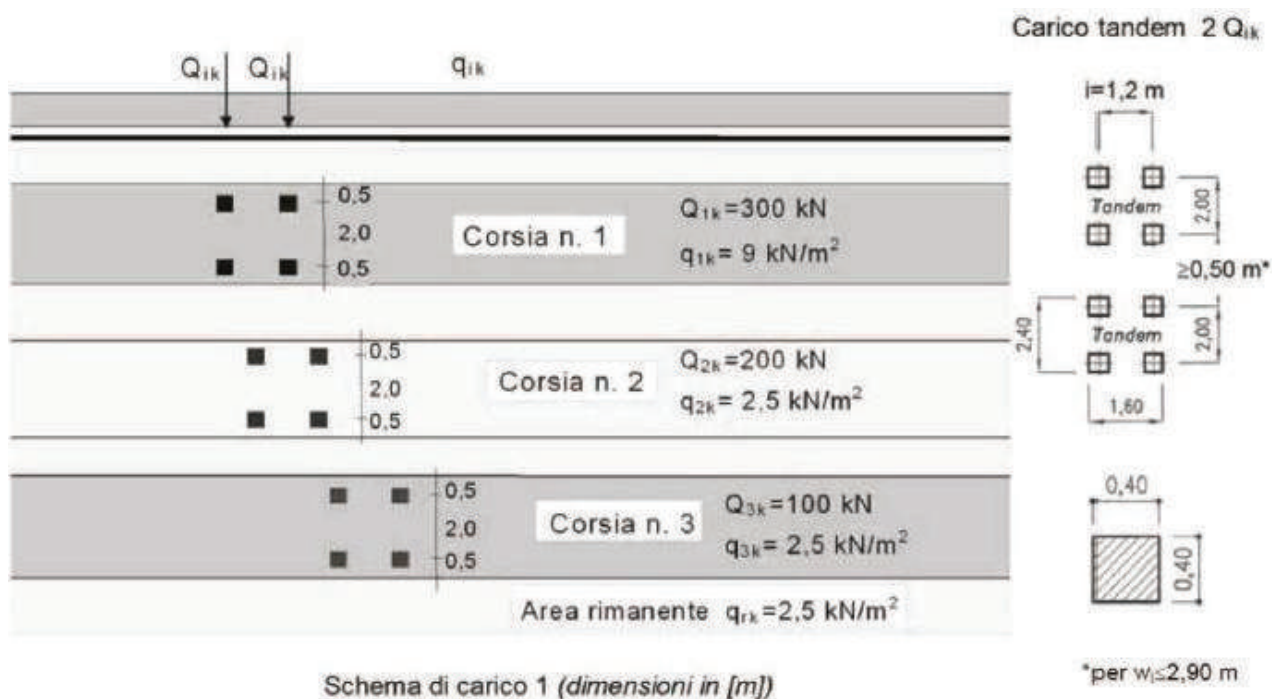 Carico tandem 2 Qik
Qik Qik qik
i=1,2 m
0,5
2,0
0,5
Corsia n. 1
Q1k=300 kN
q1k= 9 kN/m²
Tandem
2,00
≥0,50 m*
0,5
2,0
0,5
Corsia n. 2
Q2k=200 kN
q2k= 2,5 kN/m²
2,40
Tandem
2,00
1,60
0,5
2,0
0,5
Corsia n. 3
Q3k=100 kN
q3k= 2,5 kN/m²
0,40
0,40
Area rimanente qrk=2,5 kN/m²
Schema di carico 1 (dimensioni in [m])
*per wl≤2,90 m